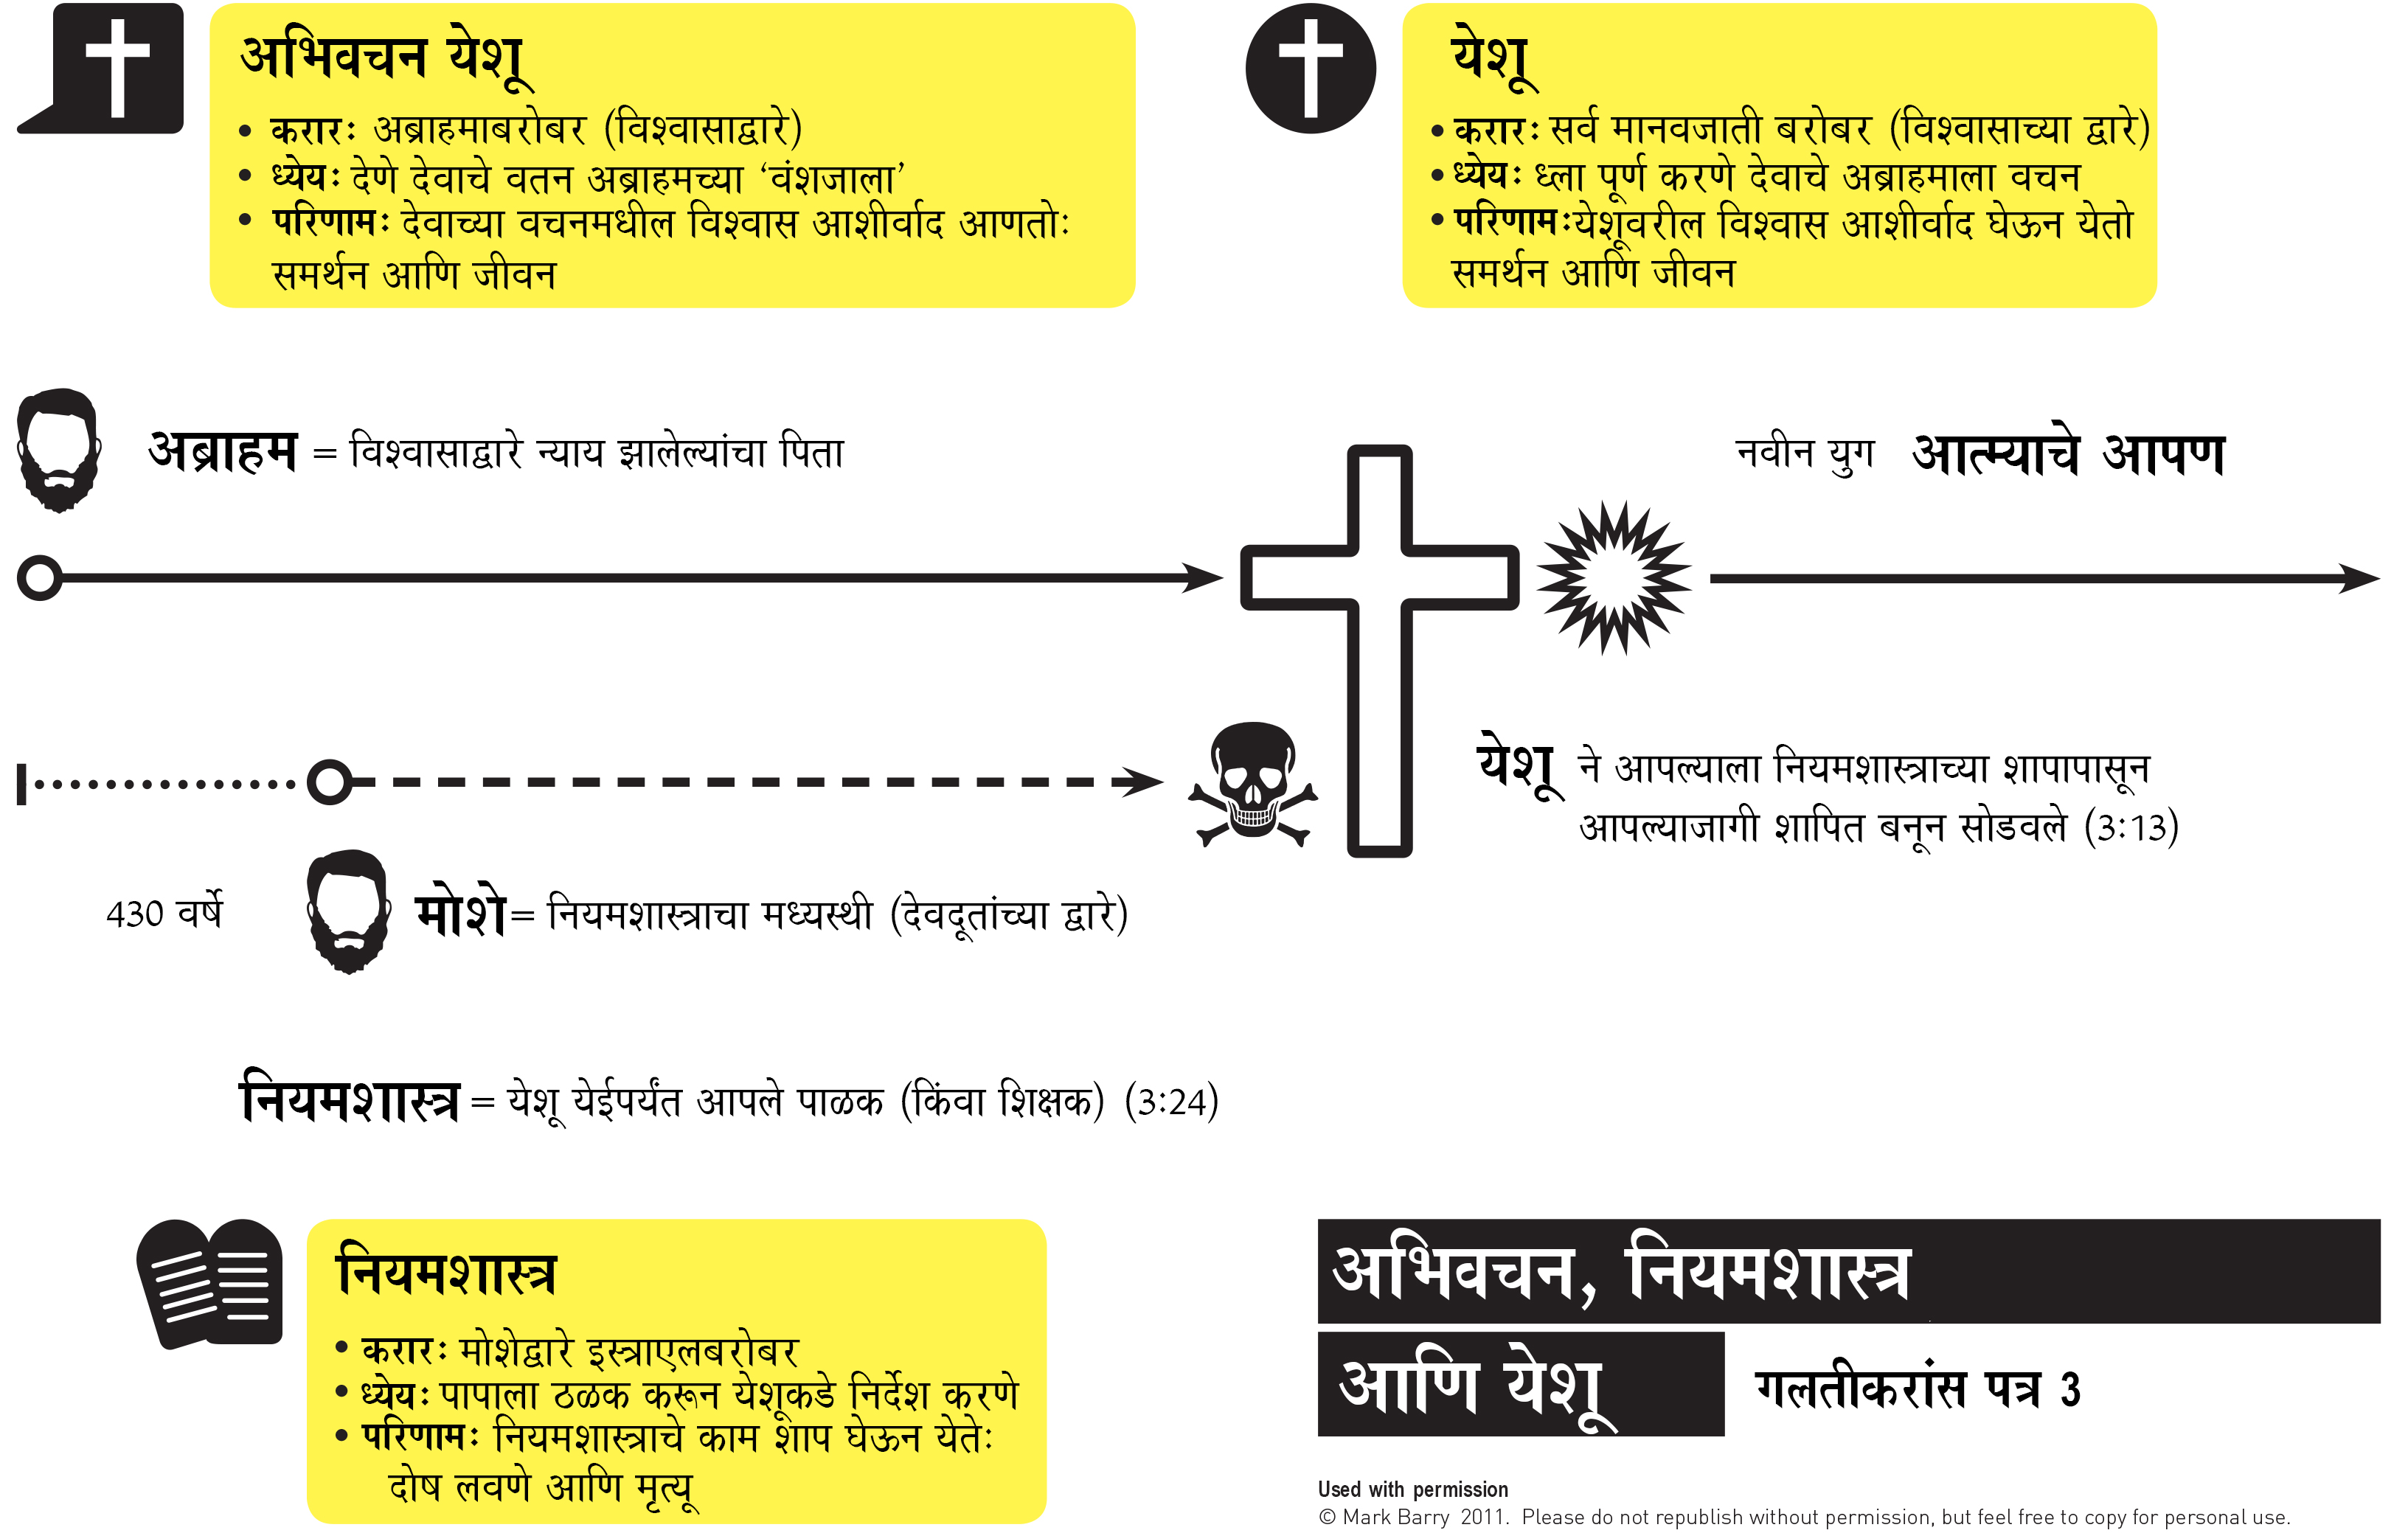 अभिवचन येशू
• करार: अब्राहमाबरोबर (विश्वासाद्वारे)
• ध्येय: देणे देवाचे वतन अब्राहमच्या ‘वंशजाला’
• परिणाम: देवाच्या वचनमधील विश्वास आशीर्वाद आणतो:
समर्थन आणि जीवन
येशू
• करार: सर्व मानवजाती बरोबर (विश्वासाच्या द्वारे)
• ध्येय: ध्ला पूर्ण करणे देवाचे अब्राहमाला वचन
• परिणाम:येशूवरील विश्वास आशीर्वाद घेऊन येतो
समर्थन आणि जीवन
अब्राहम = विश्वासाद्वारे न्याय झालेल्यांचा पिता
नवीन युग आत्म्याचे आपण
येशू ने आपल्याला नियमशास्त्राच्या शापापासून
आपल्याजागी शापित बनून सोडवले (3:13)
430 वर्षे
मोशे= नियमशास्त्राचा मध्यस्थी (देवदूतांच्या द्वारे)
नियमशास्त्र = येशू येईपर्यंत आपले पाळक (किंवा शिक्षक) (3:24)
नियमशास्त्र
• करार: मोशेद्वारे इस्त्राएलबरोबर
• ध्येय: पापाला ठळक करून येशूकडे निर्देश करणे
• परिणाम: नियमशास्त्राचे काम शाप घेऊन येते:
दोष लवणे आणि मृत्यू
अभिवचन, नियमशास्त्र
आणि येशू
गलतीकरांस पत्र 3
Used with permission
© Mark Barry 2011. Please do not republish without permission, but feel free to copy for personal use.